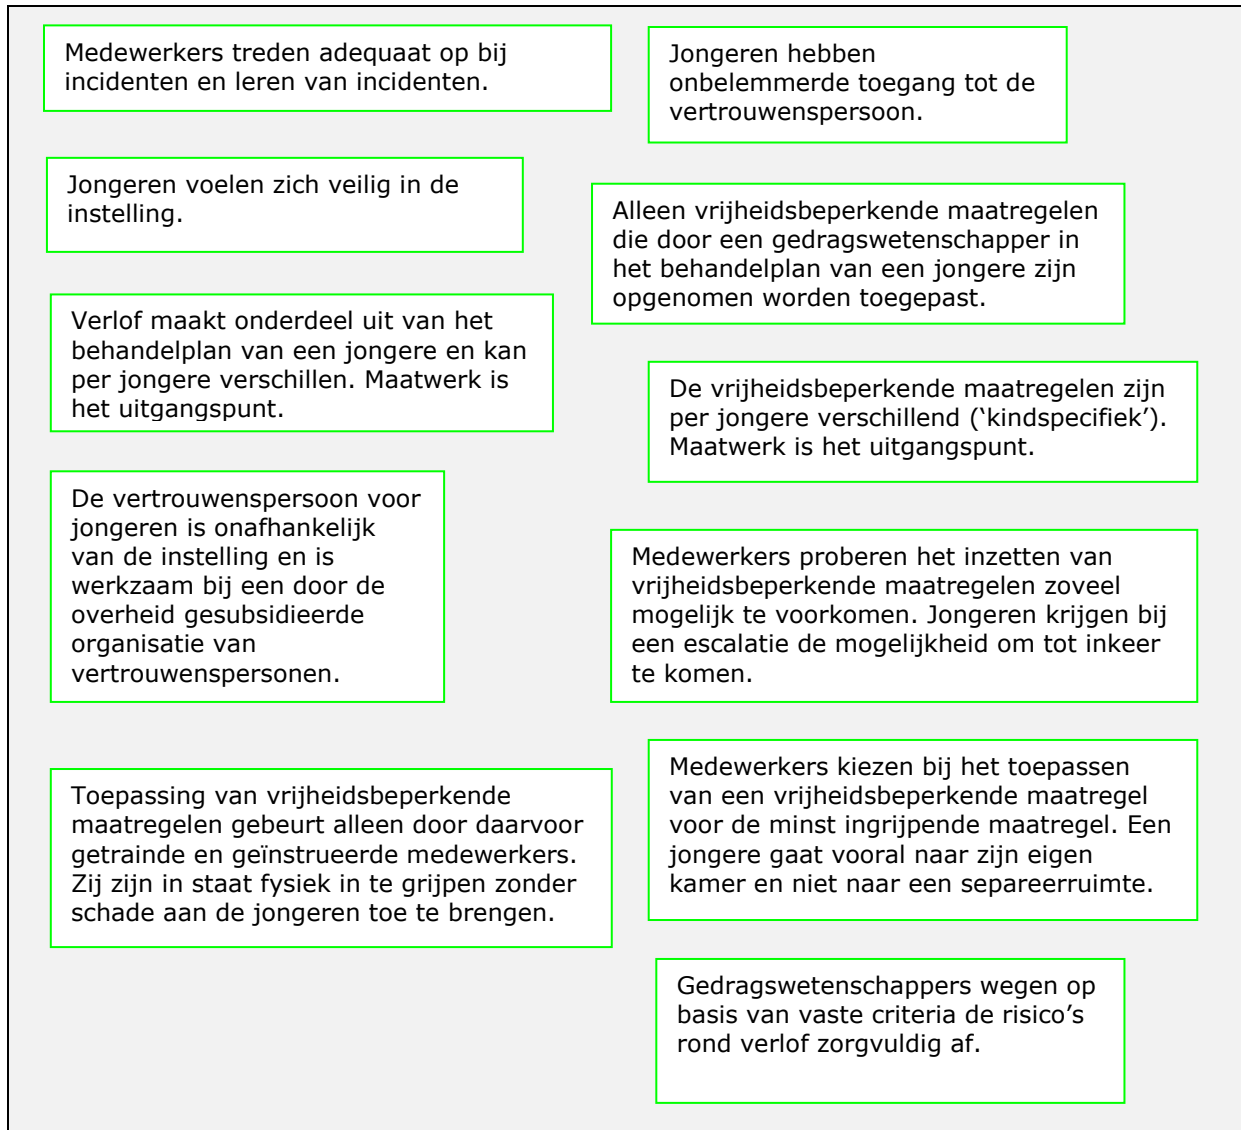 Medewerkers treden adequaat op bij
incidenten en leren van incidenten.
Jongeren hebben
onbelemmerde toegang tot de
vertrouwenspersoon.
Jongeren voelen zich veilig in de
instelling.
Alleen vrijheidsbeperkende maatregelen
die door een gedragswetenschapper in
het behandelplan van een jongere zijn
opgenomen worden toegepast.
Verlof maakt onderdeel uit van het
behandelplan van een jongere en kan
per jongere verschillen. Maatwerk is
het uitgangspunt.
De vrijheidsbeperkende maatregelen zijn
per jongere verschillend (‘kindspecifiek’).
Maatwerk is het uitgangspunt.
De vertrouwenspersoon voor
jongeren is onafhankelijk
van de instelling en is
werkzaam bij een door de
overheid gesubsidieerde
organisatie van
vertrouwenspersonen.
Medewerkers proberen het inzetten van
vrijheidsbeperkende maatregelen zoveel
mogelijk te voorkomen. Jongeren krijgen bij
een escalatie de mogelijkheid om tot inkeer
te komen.
Toepassing van vrijheidsbeperkende
maatregelen gebeurt alleen door daarvoor
getrainde en geïnstrueerde medewerkers.
Zij zijn in staat fysiek in te grijpen zonder
schade aan de jongeren toe te brengen.
Medewerkers kiezen bij het toepassen
van een vrijheidsbeperkende maatregel
voor de minst ingrijpende maatregel. Een
jongere gaat vooral naar zijn eigen
kamer en niet naar een separeerruimte.
Gedragswetenschappers wegen op
basis van vaste criteria de risico’s
rond verlof zorgvuldig af.